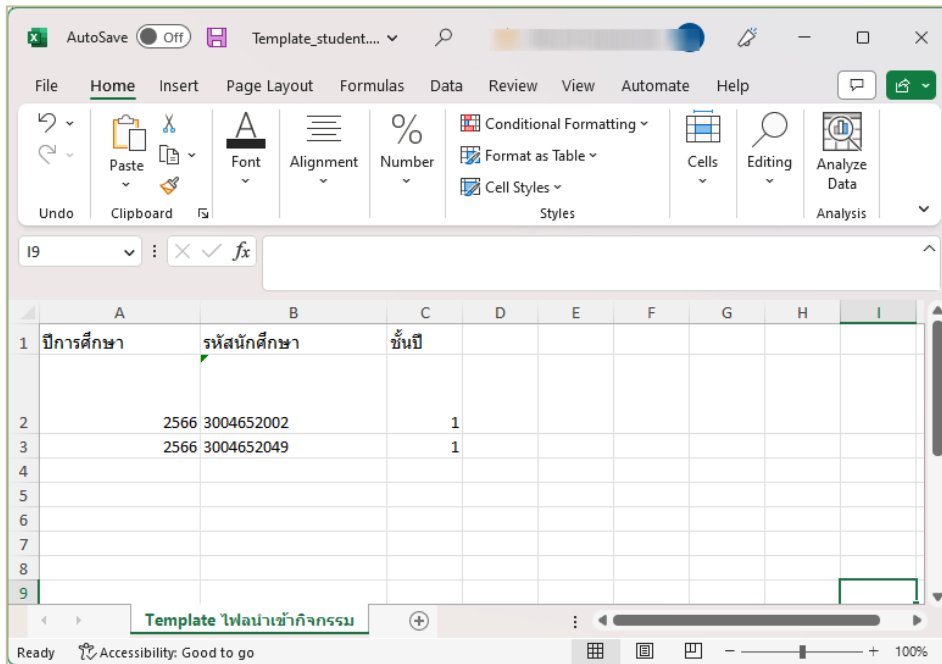 AutoSave Off Template_student....
File Home Insert Page Layout Formulas Data Review View Automate Help
Paste Font Alignment Number Conditional Formatting Format as Table Cell Styles Cells Editing Analyze Data
Undo Clipboard Styles Analysis
I9 fx
A B C D E F G H I
1 ปีการศึกษา รหัสนักศึกษา ชั้นปี
2 2566 3004652002 1
3 2566 3004652049 1
4
5
6
7
8
9
Template ไฟลนำเข้ากิจกรรม
Ready Accessibility: Good to go 100%